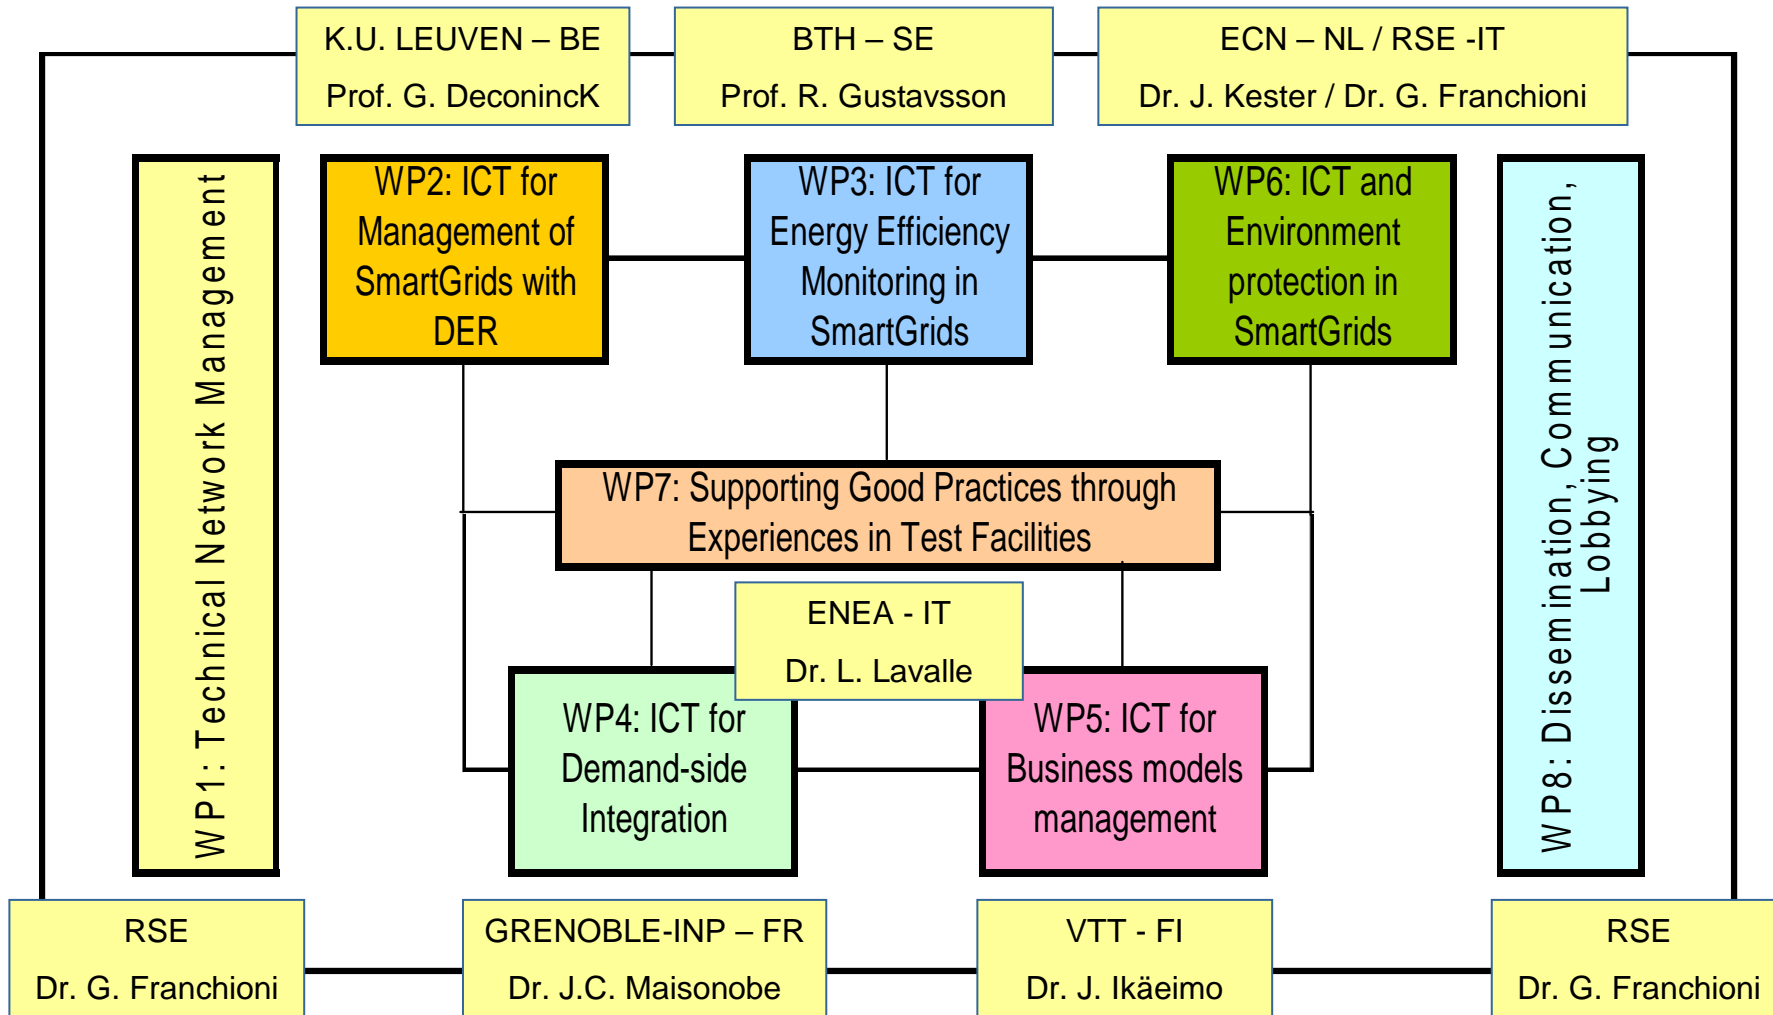 K.U. LEUVEN – BE
Prof. G. DeconincK
BTH – SE
Prof. R. Gustavsson
ECN – NL / RSE -IT
Dr. J. Kester / Dr. G. Franchioni
WP1: Technical Network Management
WP2: ICT for
Management of
SmartGrids with
DER
WP3: ICT for
Energy Efficiency
Monitoring in
SmartGrids
WP6: ICT and
Environment
protection in
SmartGrids
WP8: Dissemination, Communication,
Lobbying
WP7: Supporting Good Practices through
Experiences in Test Facilities
ENEA - IT
Dr. L. Lavalle
WP4: ICT for
Demand-side
Integration
WP5: ICT for
Business models
management
RSE
Dr. G. Franchioni
GRENOBLE-INP – FR
Dr. J.C. Maisonobe
VTT - FI
Dr. J. Ikäeimo
RSE
Dr. G. Franchioni